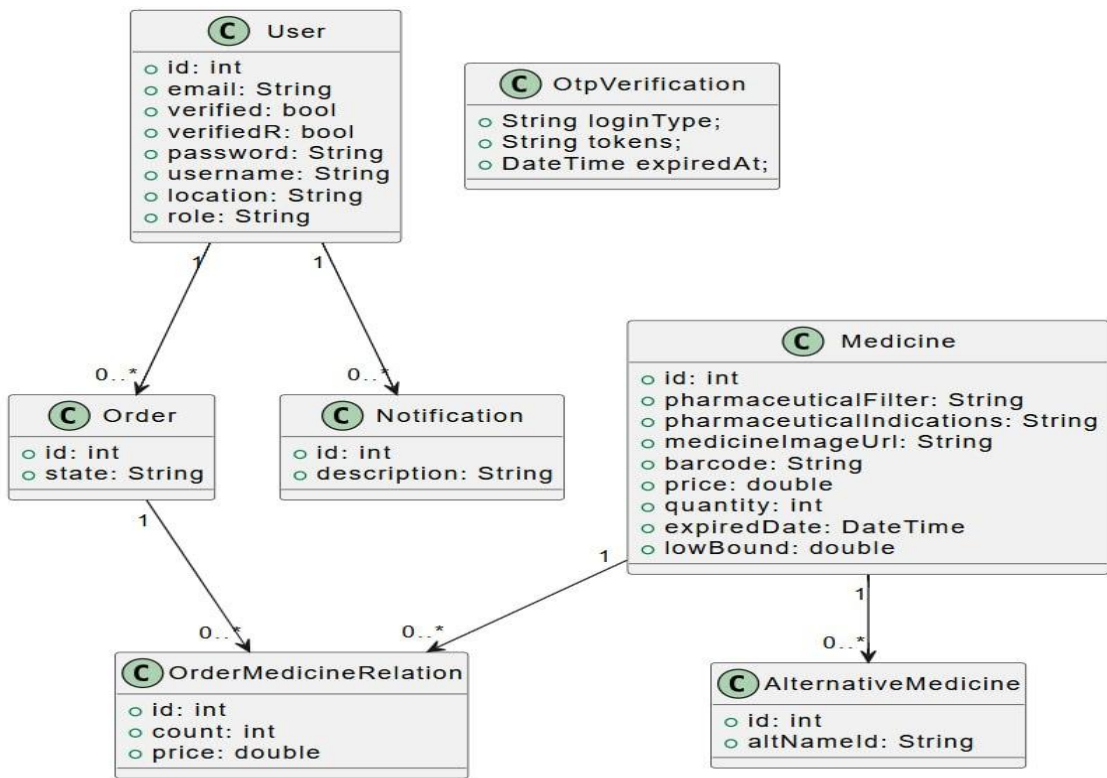 C User
id: int
email: String
verified: bool
verifiedR: bool
password: String
username: String
location: String
role: String
C OtpVerification
String loginType;
String tokens;
DateTime expiredAt;
1
1
0..*
0..*
C Order
id: int
state: String
C Notification
id: int
description: String
C Medicine
id: int
pharmaceuticalFilter: String
pharmaceuticalIndications: String
medicineImageUrl: String
barcode: String
price: double
quantity: int
expiredDate: DateTime
lowBound: double
1
1
1
0..*
0..*
0..*
C OrderMedicineRelation
id: int
count: int
price: double
C AlternativeMedicine
id: int
altNameId: String